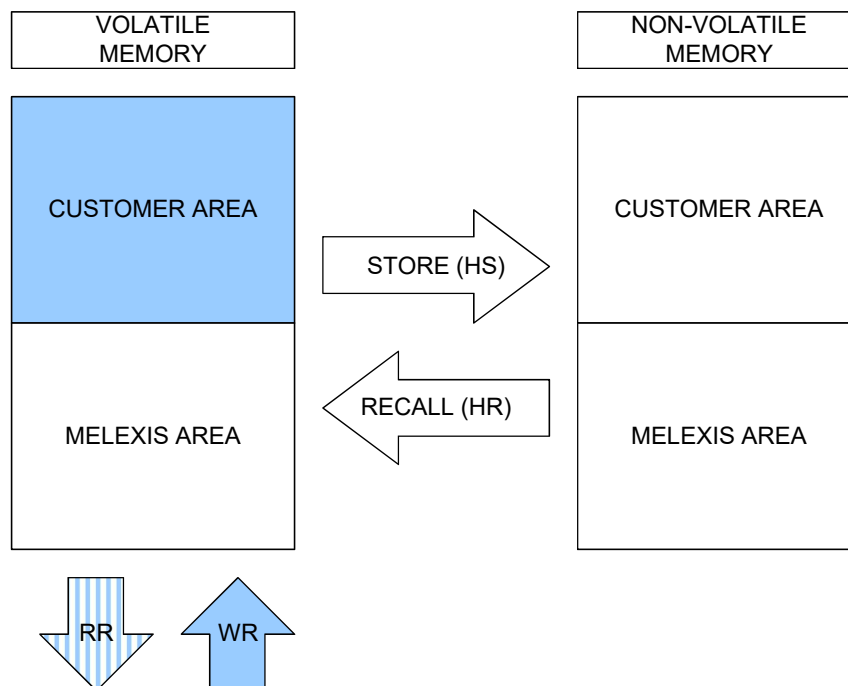 VOLATILE
MEMORY
NON-VOLATILE
MEMORY
CUSTOMER AREA
CUSTOMER AREA
STORE (HS)
RECALL (HR)
MELEXIS AREA
MELEXIS AREA
RR
WR